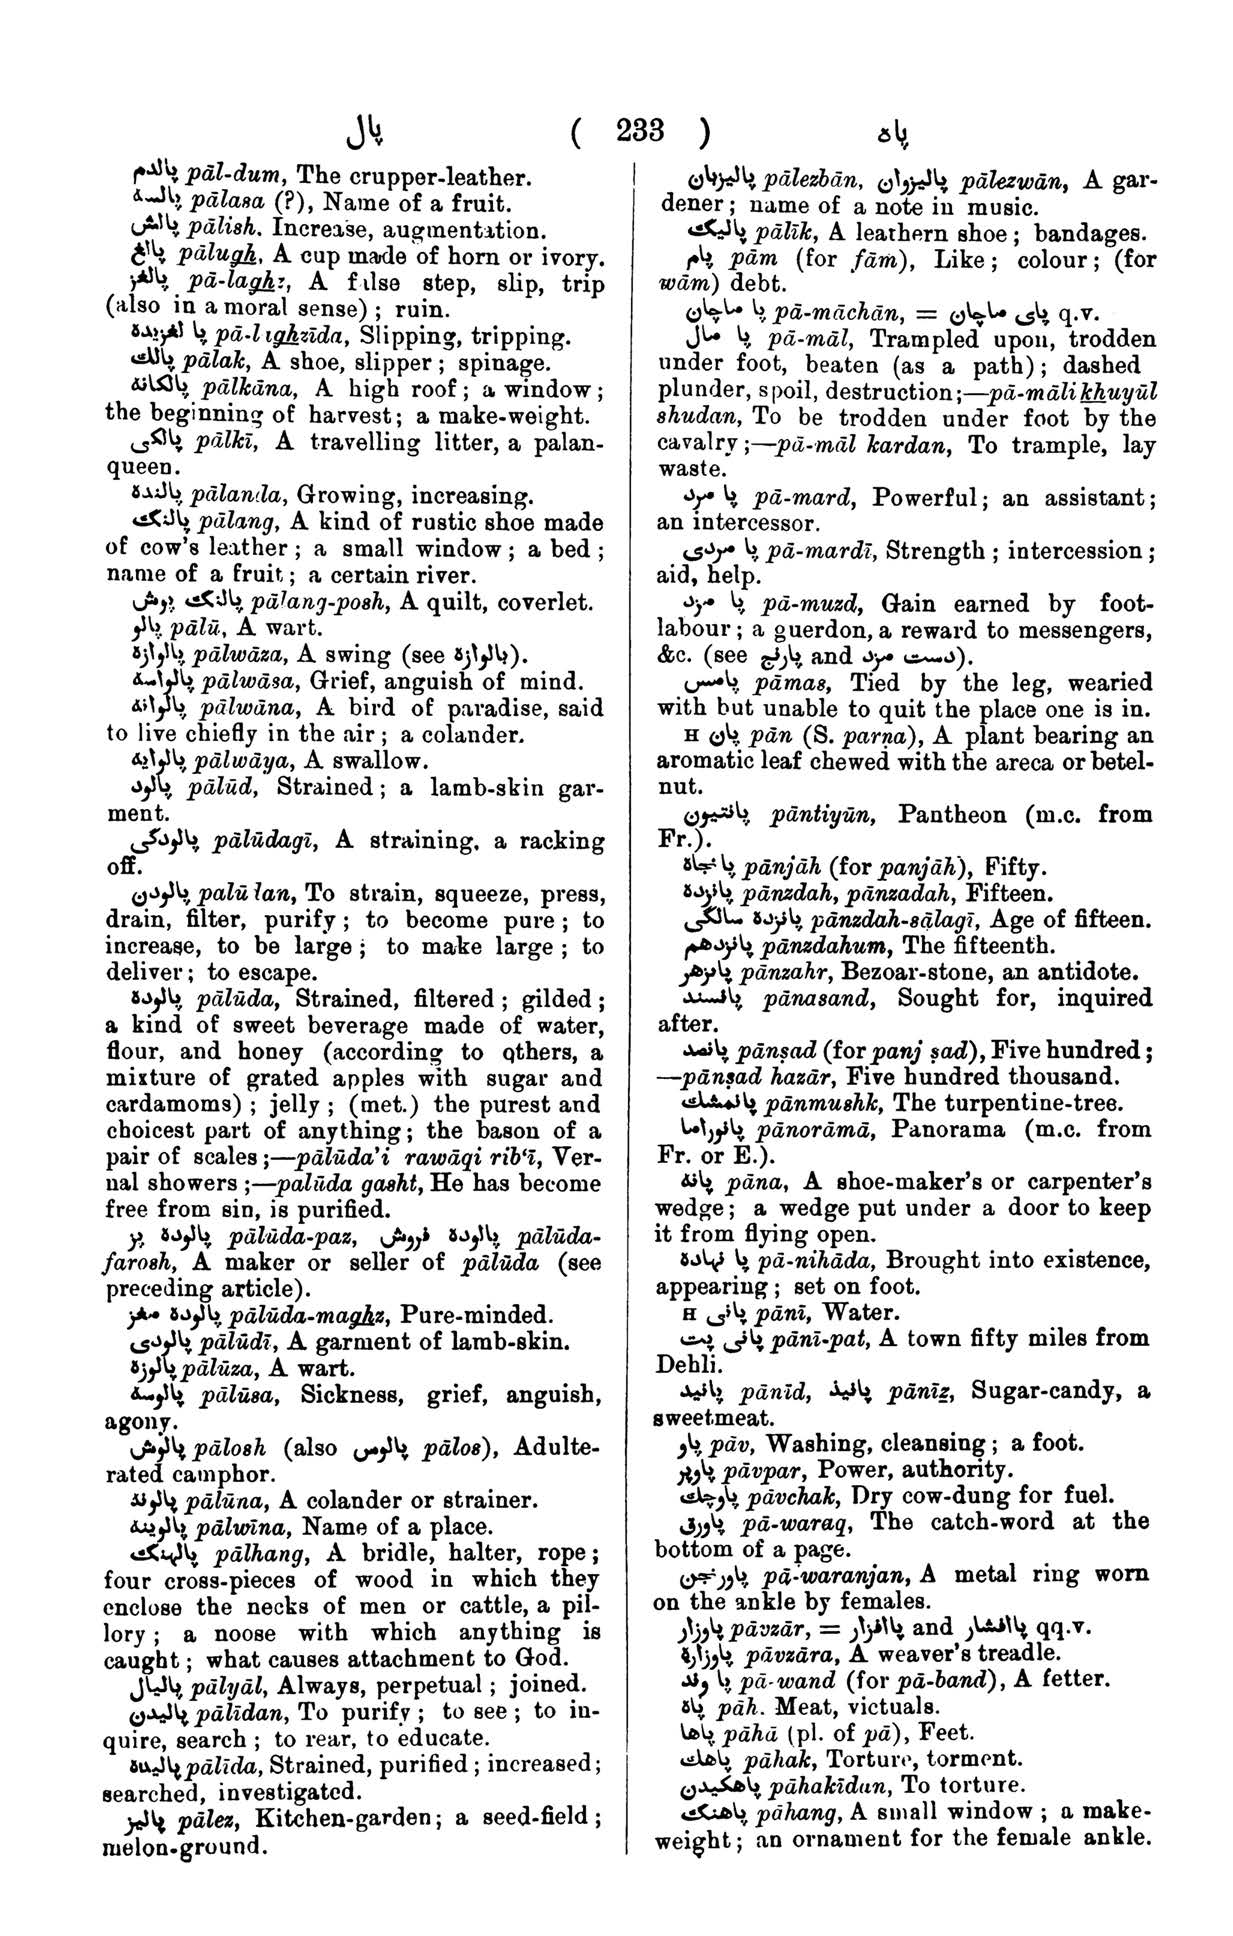 پال ( 233 ) پاه
پالدم pāl-dum, The crupper-leather.
پالسه pālasa (?), Name of a fruit.
پالش pālish. Increase, augmentation.
پالغ pālugh, A cup made of horn or ivory.
پالغز pā-laghz, A false step, slip, trip
(also in a moral sense) ; ruin.
پا لغزیده pā-laghzīda, Slipping, tripping.
پالك pālak, A shoe, slipper ; spinage.
پالكانه pālkāna, A high roof ; a window ;
the beginning of harvest; a make-weight.
پالكی pālkī, A travelling litter, a palan-
queen.
پالنده pālanda, Growing, increasing.
پالنگ pālang, A kind of rustic shoe made
of cow's leather ; a small window ; a bed ;
name of a fruit ; a certain river.
پالنگ پوش pālang-posh, A quilt, coverlet.
پالو pālū, A wart.
پالوازه pālwāza, A swing (see بالوازه).
پالواسه pālwāsa, Grief, anguish of mind.
پالوانه pālwāna, A bird of paradise, said
to live chiefly in the air ; a colander.
پالوایه pālwāya, A swallow.
پالود pālūd, Strained ; a lamb-skin gar-
ment.
پالودگی pālūdagī, A straining, a racking
off.
پالودن palūdan, To strain, squeeze, press,
drain, filter, purify ; to become pure ; to
increase, to be large ; to make large ; to
deliver ; to escape.
پالوده pālūda, Strained, filtered ; gilded ;
a kind of sweet beverage made of water,
flour, and honey (according to others, a
mixture of grated apples with sugar and
cardamoms) ; jelly ; (met.) the purest and
choicest part of anything ; the bason of a
pair of scales ;—pālūda'i rawāqi rib'ī, Ver-
nal showers ;—palūda gasht, He has become
free from sin, is purified.
پالوده پز pālūda-paz, پالوده فروش pālūda-
farosh, A maker or seller of pālūda (see
preceding article).
پالوده مغز pālūda-maghz, Pure-minded.
پالودی pālūdī, A garment of lamb-skin.
پالوزه pālūza, A wart.
پالوسه pālūsa, Sickness, grief, anguish,
agony.
پالوش pālosh (also پالوس pālos), Adulte-
rated camphor.
پالونه pālūna, A colander or strainer.
پالوینه pālwīna, Name of a place.
پالهنگ pālhang, A bridle, halter, rope ;
four cross-pieces of wood in which they
enclose the necks of men or cattle, a pil-
lory ; a noose with which anything is
caught ; what causes attachment to God.
پالیال pālyāl, Always, perpetual ; joined.
پالیدن pālīdan, To purify ; to see ; to in-
quire, search ; to rear, to educate.
پالیده pālīda, Strained, purified ; increased;
searched, investigated.
پالیز pālez, Kitchen-garden ; a seed-field ;
melon-ground.
پالیزبان pālezbān, پالیزوان pālezwān, A gar-
dener ; name of a note in music.
پالیك pālīk, A leathern shoe ; bandages.
پام pām (for fām), Like ; colour ; (for
wām) debt.
پا ماچان pā-māchān, = پای ماچان q.v.
پا مال pā-māl, Trampled upon, trodden
under foot, beaten (as a path) ; dashed
plunder, spoil, destruction ;—pā-māli khuyūl
shudan, To be trodden under foot by the
cavalry ;—pā-māl kardan, To trample, lay
waste.
پا مرد pā-mard, Powerful ; an assistant ;
an intercessor.
پا مردی pā-mardī, Strength ; intercession ;
aid, help.
پا مزد pā-muzd, Gain earned by foot-
labour ; a guerdon, a reward to messengers,
&c. (see پارنج and دست مزد).
پامس pāmas, Tied by the leg, wearied
with but unable to quit the place one is in.
H پان pān (S. parṇa), A plant bearing an
aromatic leaf chewed with the areca or betel-
nut.
پانتیون pāntiyūn, Pantheon (m.c. from
Fr.).
پانجاه pānjāh (for panjāh), Fifty.
پانزده pānzdah, pānzadah, Fifteen.
پانزده سالگی pānzdah-sālagī, Age of fifteen.
پانزدهم pānzdahum, The fifteenth.
پانزهر pānzahr, Bezoar-stone, an antidote.
پانسند pānasand, Sought for, inquired
after.
پانصد pānṣad (for panj ṣad), Five hundred ;
—pānṣad hazār, Five hundred thousand.
پانمشك pānmushk, The turpentine-tree.
پانوراما pānorāmā, Panorama (m.c. from
Fr. or E.).
پانه pāna, A shoe-maker's or carpenter's
wedge ; a wedge put under a door to keep
it from flying open.
پا نهاده pā-nihāda, Brought into existence,
appearing ; set on foot.
H پانی pānī, Water.
پانی پت pānī-pat, A town fifty miles from
Dehli.
پانید pānīd, پانیذ pānīẕ, Sugar-candy, a
sweetmeat.
پاو pāv, Washing, cleansing ; a foot.
پاوپر pāvpar, Power, authority.
پاوچك pāvchak, Dry cow-dung for fuel.
پاورق pā-waraq, The catch-word at the
bottom of a page.
پاورنجن pā-waranjan, A metal ring worn
on the ankle by females.
پاوزار pāvzār, = پاافزار and پاافشار qq.v.
پاوزاره pāvzāra, A weaver's treadle.
پا وند pā-wand (for pā-band), A fetter.
پاه pāh. Meat, victuals.
پاها pāhā (pl. of pā), Feet.
پاهك pāhak, Torture, torment.
پاهكیدن pāhakīdan, To torture.
پاهنگ pāhang, A small window ; a make-
weight ; an ornament for the female ankle.